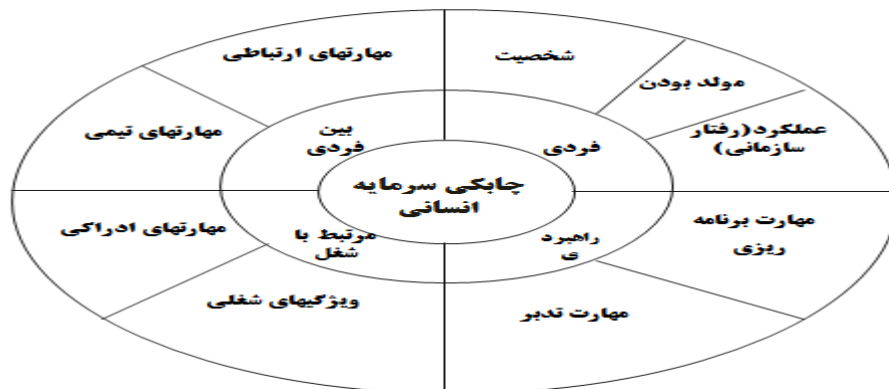 مهارتهای ارتباطی
شخصیت
مولد بودن
مهارتهای تیمی
بین
فردی
فردی
عملکرد(رفتار
سازمانی)
چابکی سرمایه
انسانی
مهارتهای ادراکی
مرتبط با
شغل
راهبرد
ی
مهارت برنامه
ریزی
ویژگیهای شغلی
مهارت تدبر